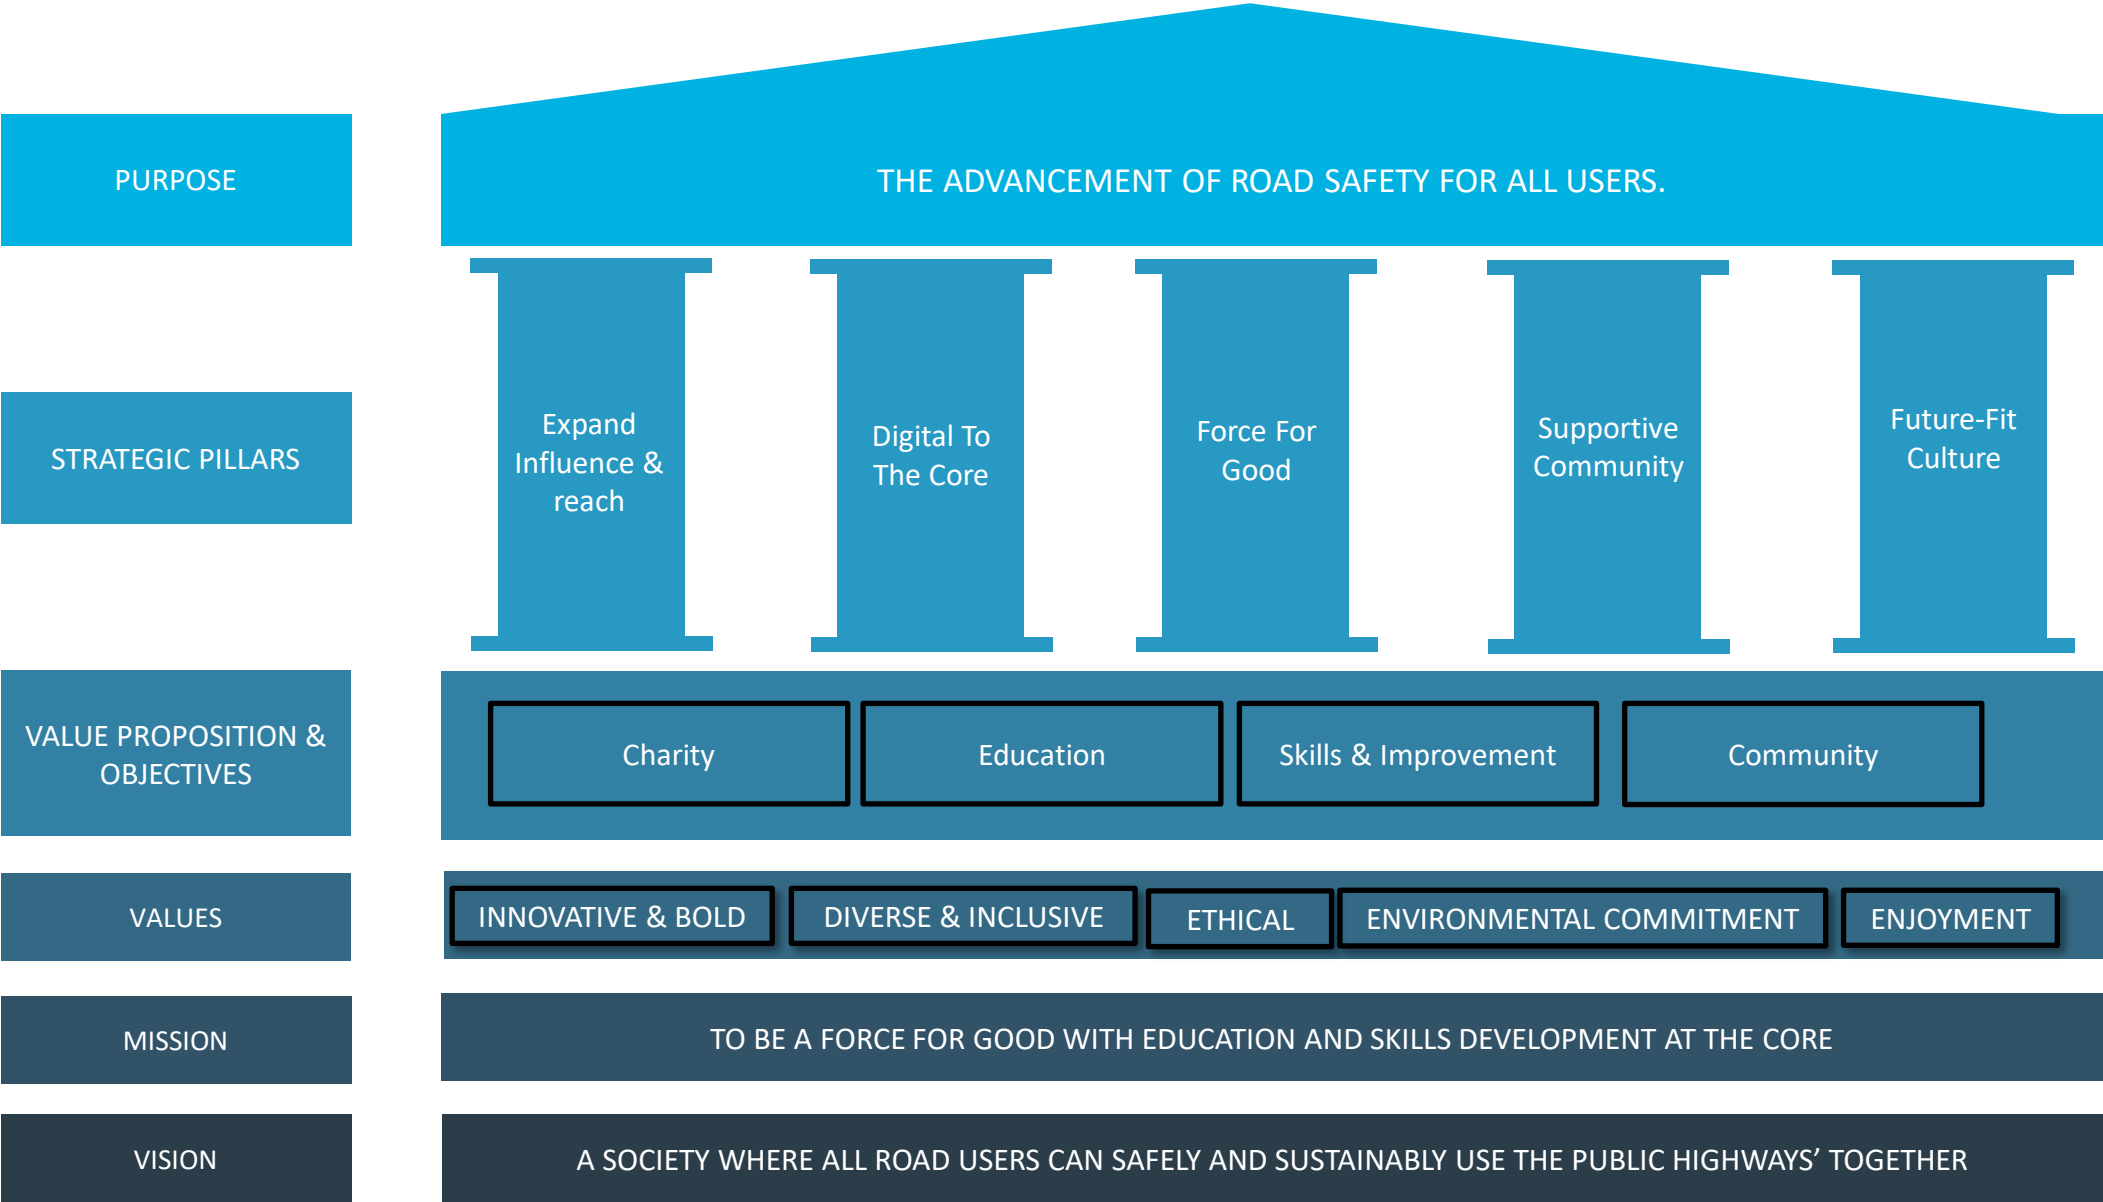 PURPOSE
THE ADVANCEMENT OF ROAD SAFETY FOR ALL USERS.
STRATEGIC PILLARS
Expand
Influence &
reach
Digital To
The Core
Force For
Good
Supportive
Community
Future-Fit
Culture
VALUE PROPOSITION &
OBJECTIVES
Charity
Education
Skills & Improvement
Community
VALUES
INNOVATIVE & BOLD
DIVERSE & INCLUSIVE
ETHICAL
ENVIRONMENTAL COMMITMENT
ENJOYMENT
MISSION
TO BE A FORCE FOR GOOD WITH EDUCATION AND SKILLS DEVELOPMENT AT THE CORE
VISION
A SOCIETY WHERE ALL ROAD USERS CAN SAFELY AND SUSTAINABLY USE THE PUBLIC HIGHWAYS’ TOGETHER